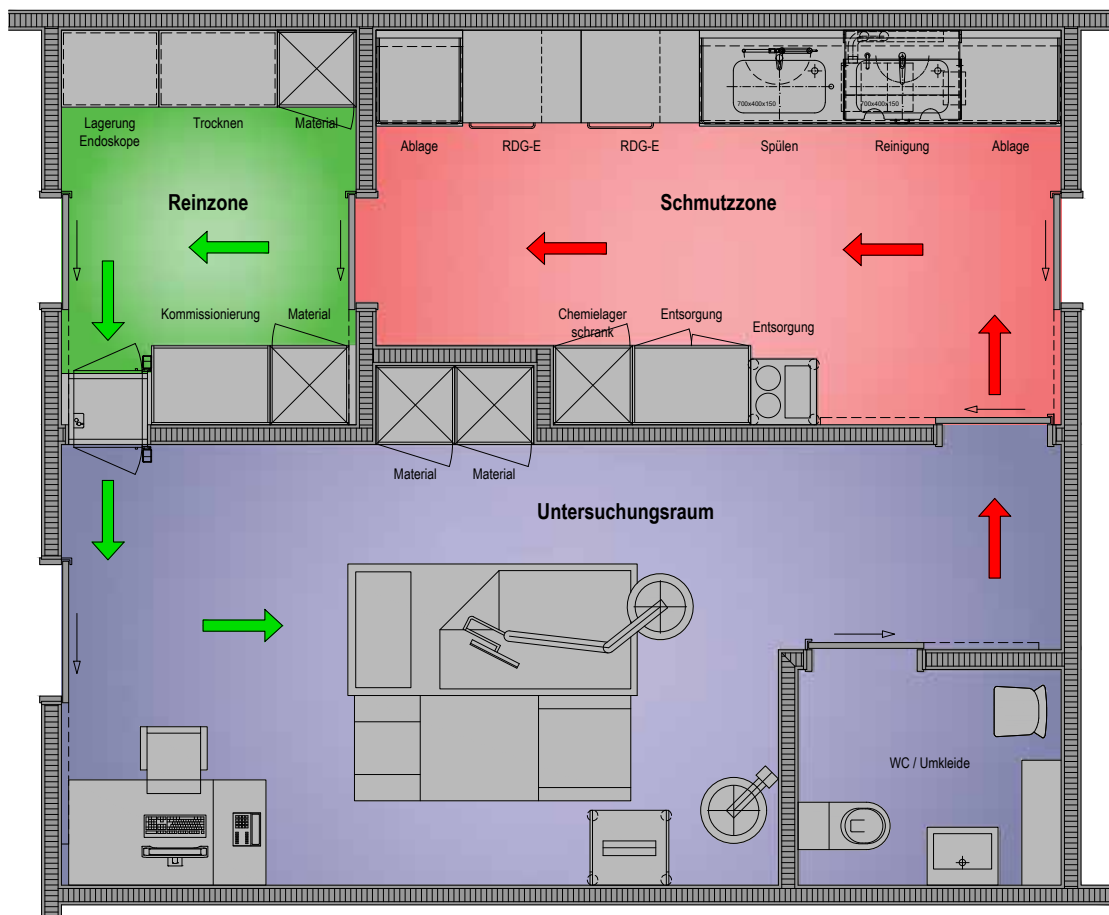 Lagerung
Endoskope
Trocknen
Material
Ablage
RDG-E
RDG-E
Spülen
Reinigung
Ablage
700x400x150
700x400x150
Reinzone
Schmutzzone
Kommissionierung
Material
Chemielager
schrank
Entsorgung
Entsorgung
Material
Material
Untersuchungsraum
WC / Umkleide